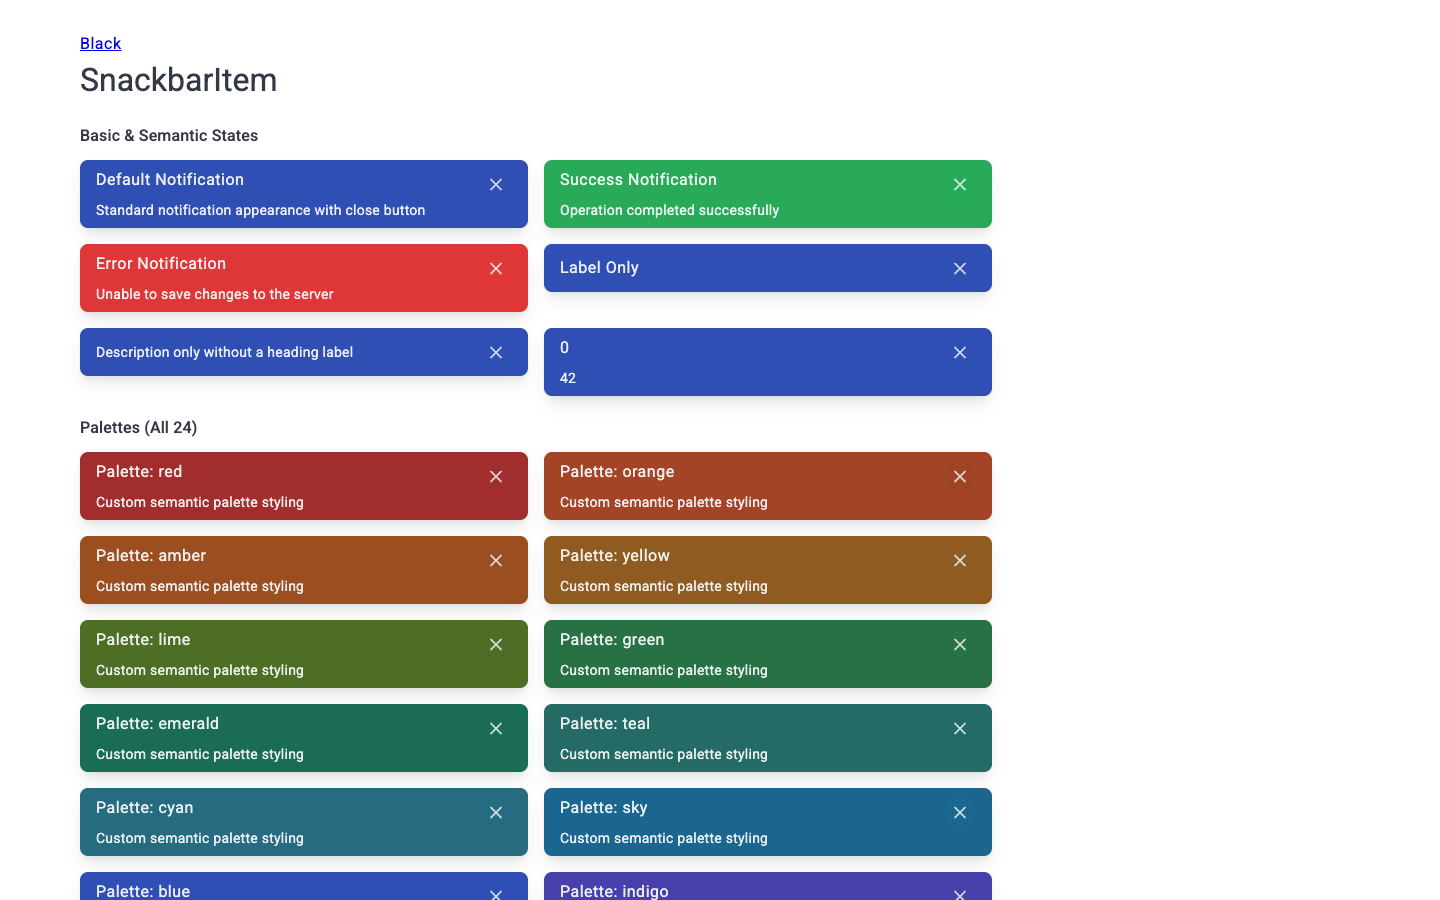 Black
SnackbarItem
Basic & Semantic States
Default Notification
Standard notification appearance with close button
Success Notification
Operation completed successfully
Error Notification
Unable to save changes to the server
Label Only
Description only without a heading label
0
42
Palettes (All 24)
Palette: red
Custom semantic palette styling
Palette: orange
Custom semantic palette styling
Palette: amber
Custom semantic palette styling
Palette: yellow
Custom semantic palette styling
Palette: lime
Custom semantic palette styling
Palette: green
Custom semantic palette styling
Palette: emerald
Custom semantic palette styling
Palette: teal
Custom semantic palette styling
Palette: cyan
Custom semantic palette styling
Palette: sky
Custom semantic palette styling
Palette: blue
Palette: indigo